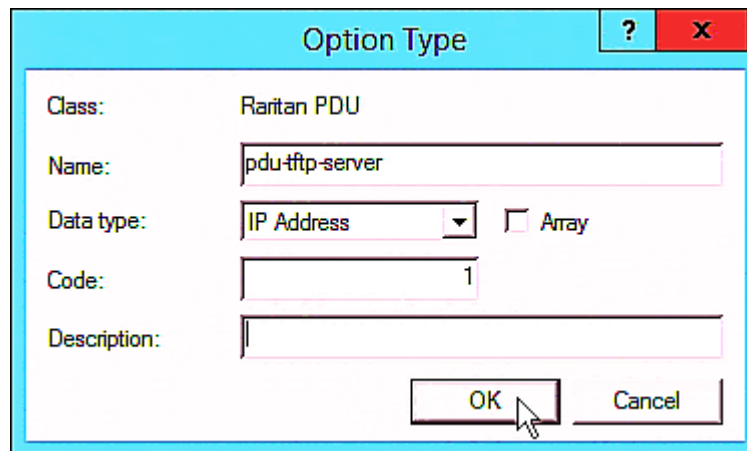 Option Type
?
x
Class: Raritan PDU
Name: pdu-tftp-server
Data type: IP Address Array
Code: 1
Description:
OK Cancel